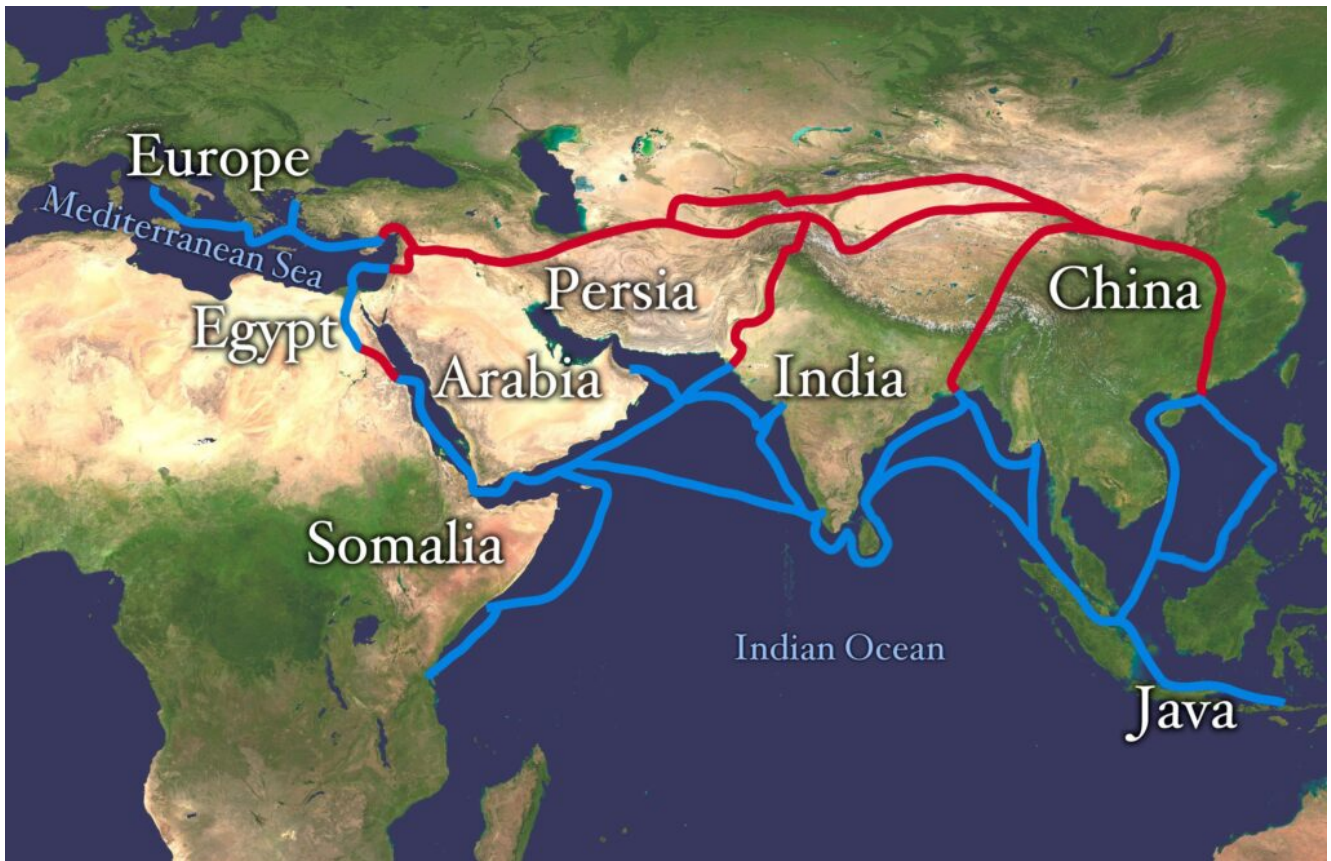 Europe
Mediterranean Sea
Egypt
Arabia
Persia
India
China
Somalia
Indian Ocean
Java